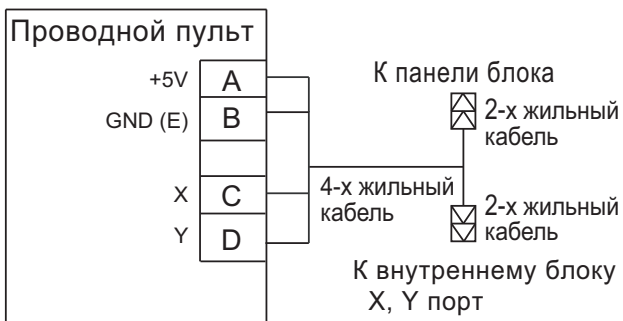 Проводной пульт
+5V A
GND (E) B
X C
Y D
4-х жильный
кабель
К панели блока
2-х жильный
кабель
2-х жильный
кабель
К внутреннему блоку
X, Y порт